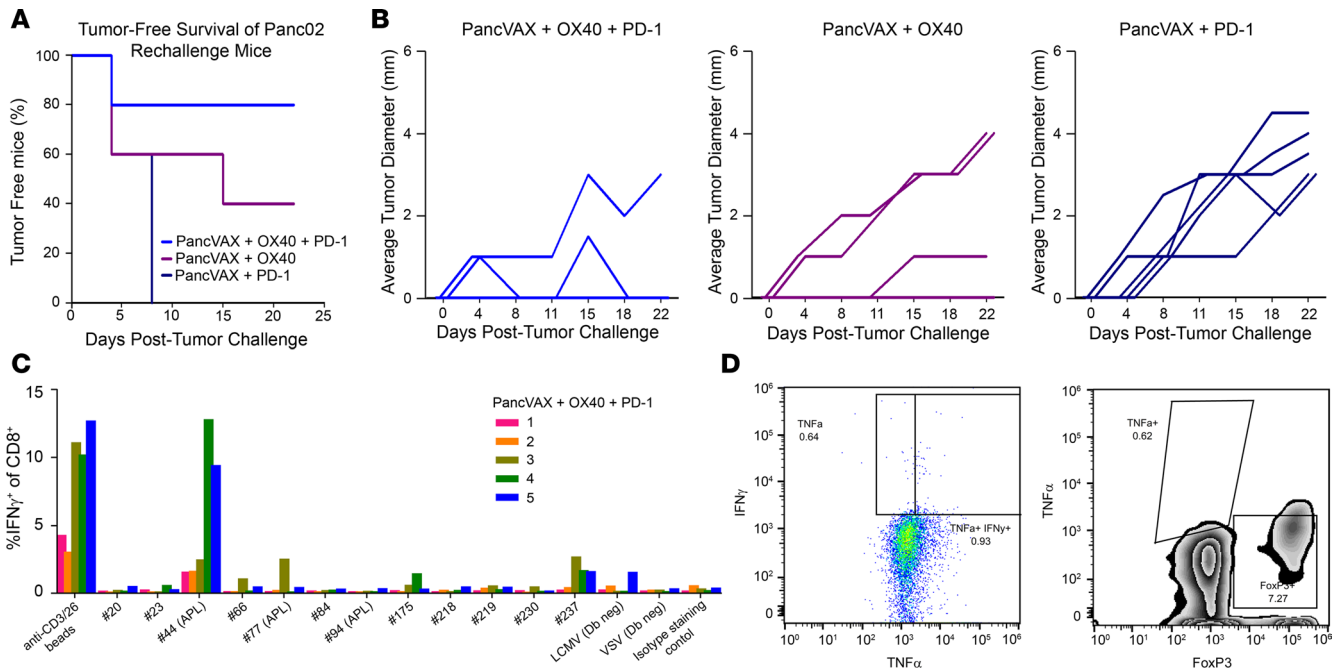 A
Tumor-Free Survival of Panc02
Rechallenge Mice
Tumor Free mice (%)
100
80
60
40
20
0
0 5 10 15 20 25
Days Post-Tumor Challenge
PancVAX + OX40 + PD-1
PancVAX + OX40
PancVAX + PD-1
B
PancVAX + OX40 + PD-1
Average Tumor Diameter (mm)
6
4
2
0
0 4 8 11 15 18 22
Days Post-Tumor Challenge
PancVAX + OX40
Average Tumor Diameter (mm)
6
4
2
0
0 4 8 11 15 18 22
Days Post-Tumor Challenge
PancVAX + PD-1
Average Tumor Diameter (mm)
6
4
2
0
0 4 8 11 15 18 22
Days Post-Tumor Challenge
C
%IFNγ⁺ of CD8⁺
15
10
5
0
PancVAX + OX40 + PD-1
1
2
3
4
5
anti-CD3/26
beads
#20
#23
#44 (APL)
#66
#77 (APL)
#84
#94 (APL)
#175
#218
#219
#230
#237
LCMV (Db neg)
VSV (Db neg)
Isotype staining
contol
D
IFNγ
10⁶
10⁵
10⁴
10³
10²
0
TNFa
0.64
TNFa+ IFNy+
0.93
10⁰ 10¹ 10² 10³ 10⁴ 10⁵ 10⁶
TNFα
TNFα
10⁶
10⁵
10⁴
10³
10²
0
TNFa+
0.62
FoxP3+
7.27
10⁰ 10¹ 10² 10³ 10⁴ 10⁵ 10⁶
FoxP3